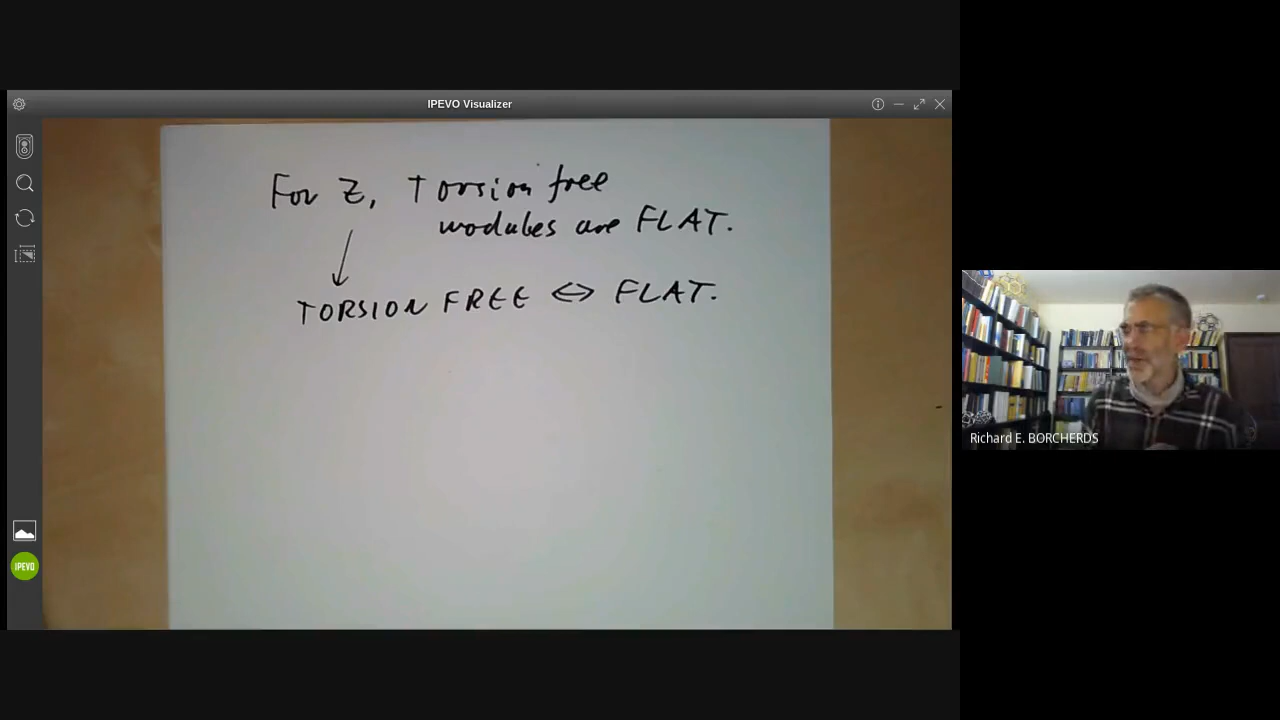 IPEVO Visualizer
For Z, Torsion free
modules are FLAT.
↓
TORSION FREE ⇔ FLAT.
Richard E. BORCHERDS
IPEVO